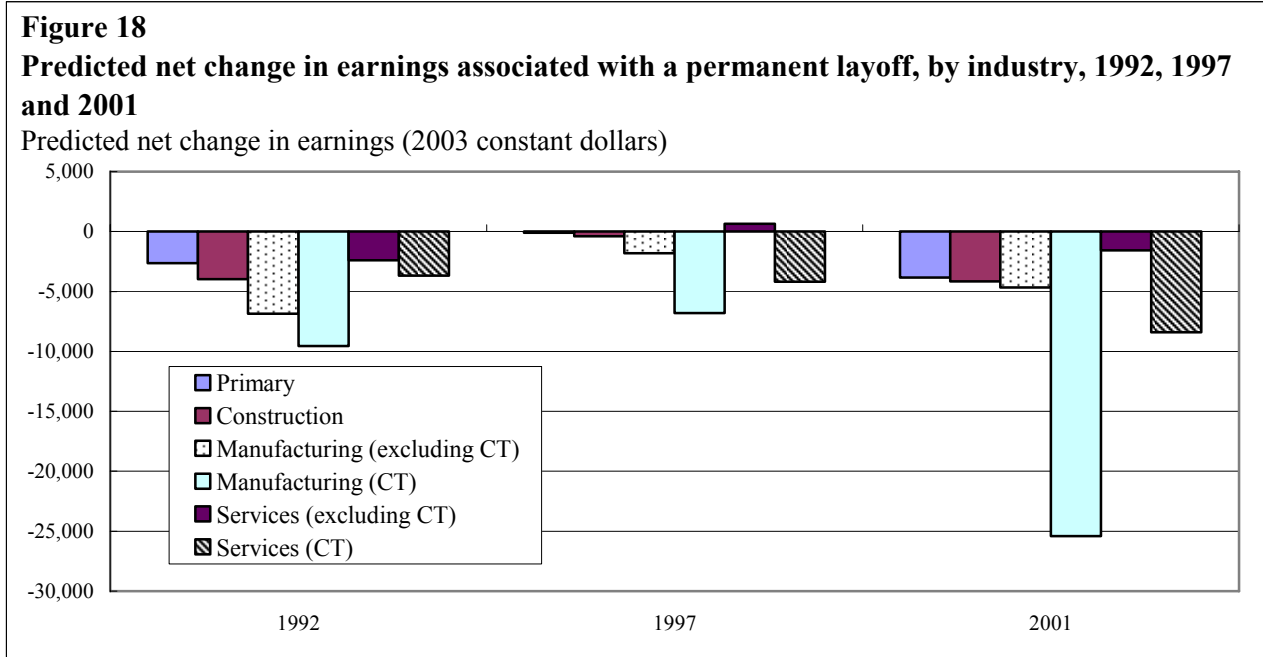 Figure 18
Predicted net change in earnings associated with a permanent layoff, by industry, 1992, 1997
and 2001
Predicted net change in earnings (2003 constant dollars)
5,000
0
-5,000
-10,000
-15,000
-20,000
-25,000
-30,000
Primary
Construction
Manufacturing (excluding CT)
Manufacturing (CT)
Services (excluding CT)
Services (CT)
1992 1997 2001